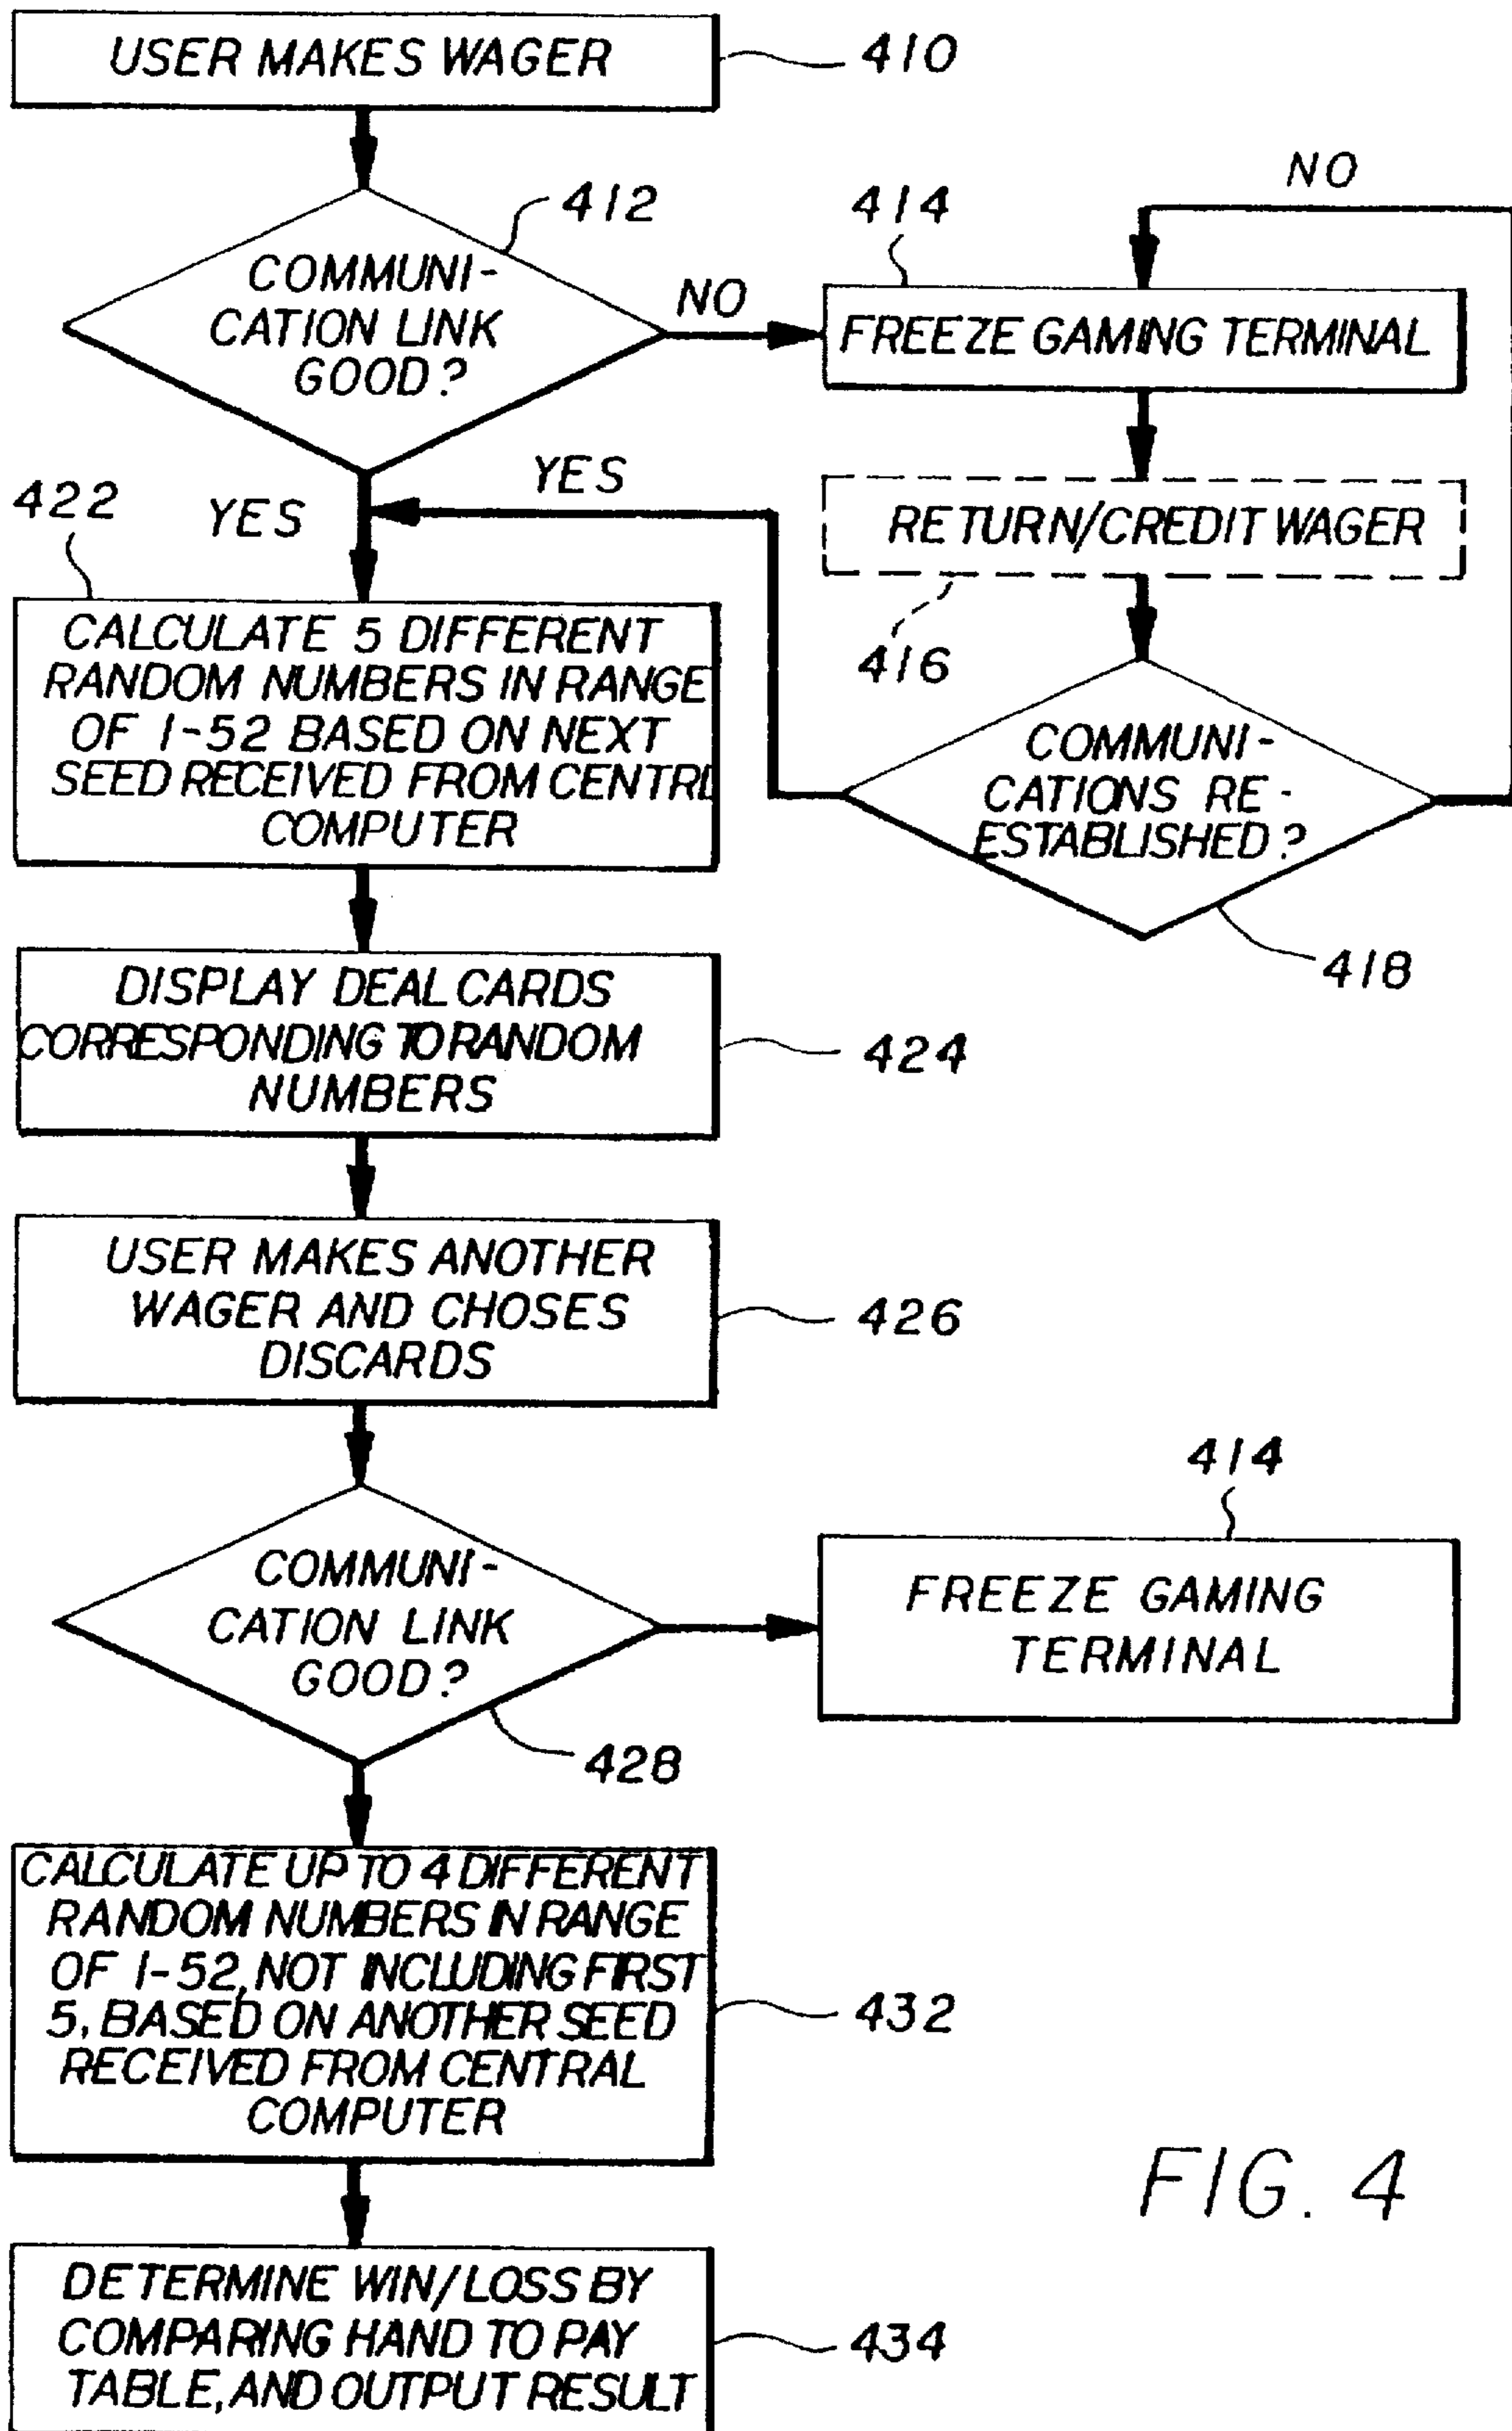 USER MAKES WAGER
410
412
COMMUNI-
CATION LINK
GOOD?
NO
414
NO
FREEZE GAMING TERMINAL
YES
YES
RETURN/CREDIT WAGER
416
COMMUNI-
CATIONS RE-
ESTABLISHED?
418
422
CALCULATE 5 DIFFERENT
RANDOM NUMBERS IN RANGE
OF 1-52 BASED ON NEXT
SEED RECEIVED FROM CENTRL
COMPUTER
DISPLAY DEAL CARDS
CORRESPONDING TO RANDOM
NUMBERS
424
USER MAKES ANOTHER
WAGER AND CHOSES
DISCARDS
426
COMMUNI-
CATION LINK
GOOD?
428
414
FREEZE GAMING
TERMINAL
CALCULATE UP TO 4 DIFFERENT
RANDOM NUMBERS IN RANGE
OF 1-52, NOT INCLUDING FIRST
5, BASED ON ANOTHER SEED
RECEIVED FROM CENTRAL
COMPUTER
432
DETERMINE WIN/LOSS BY
COMPARING HAND TO PAY
TABLE, AND OUTPUT RESULT
434
FIG. 4